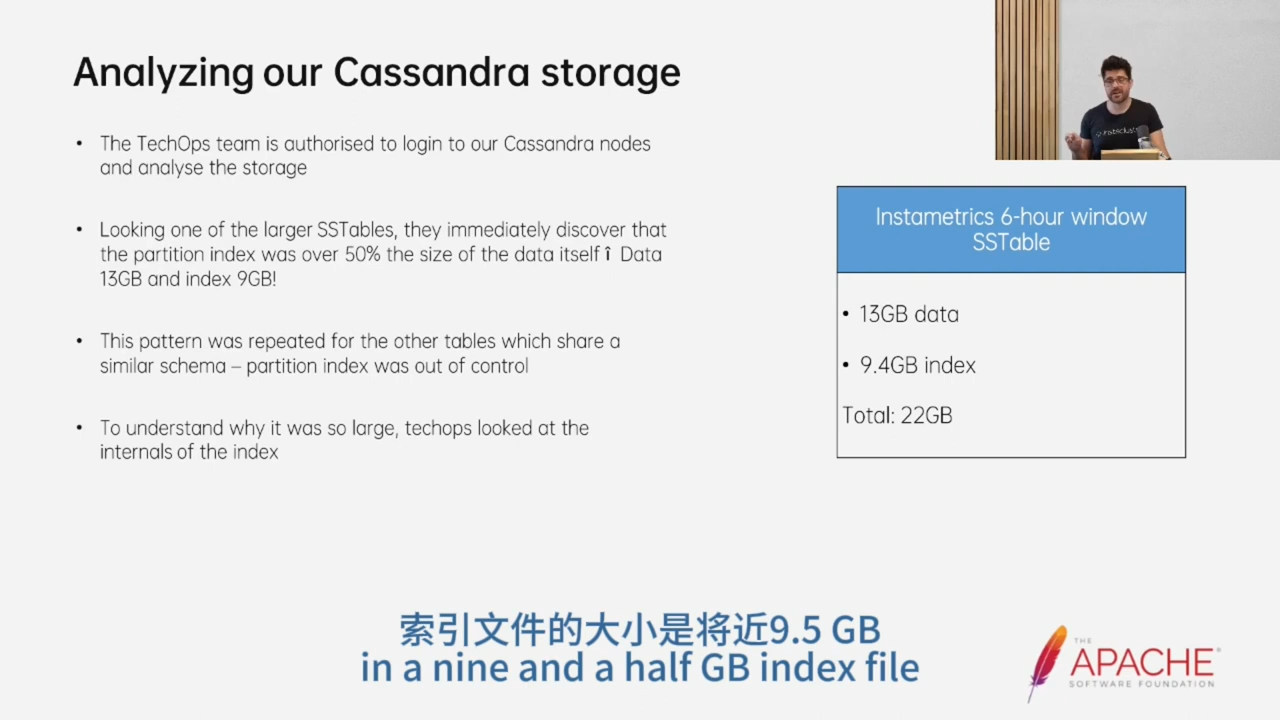 Analyzing our Cassandra storage
• The TechOps team is authorised to login to our Cassandra nodes
and analyse the storage
• Looking one of the larger SSTables, they immediately discover that
the partition index was over 50% the size of the data itself î Data
13GB and index 9GB!
• This pattern was repeated for the other tables which share a
similar schema – partition index was out of control
• To understand why it was so large, techops looked at the
internals of the index
instaclustr
Instametrics 6-hour window
SSTable
• 13GB data
• 9.4GB index
Total: 22GB
索引文件的大小是将近9.5 GB
in a nine and a half GB index file
THE
APACHE®
SOFTWARE FOUNDATION